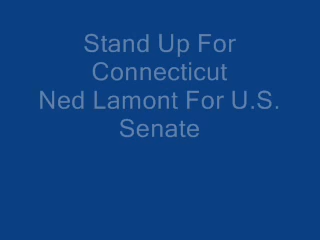 Stand Up For
Connecticut
Ned Lamont For U.S.
Senate